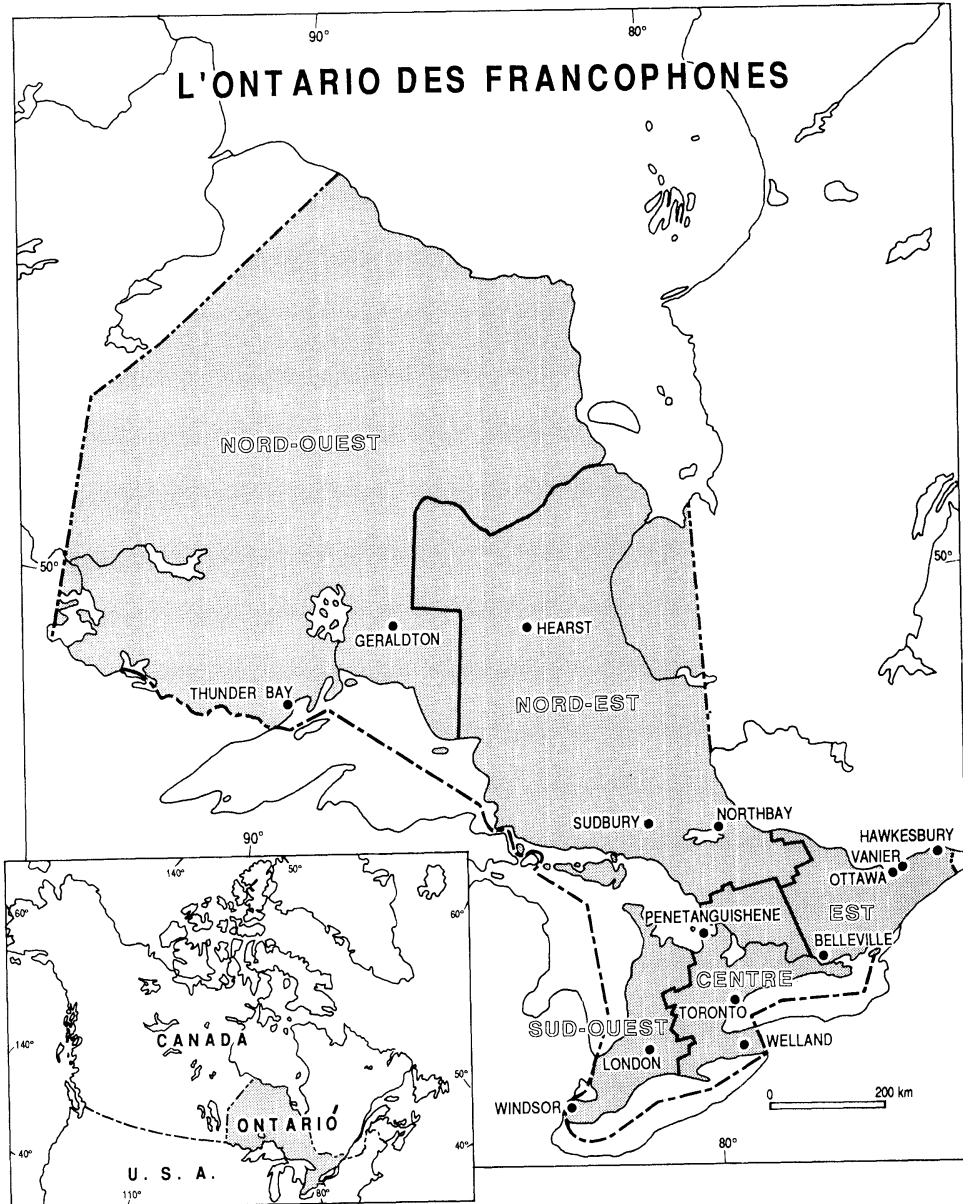 90°
80°
L'ONTARIO DES FRANCOPHONES
NORD-OUEST
50°
50°
GERALDTON
HEARST
THUNDER BAY
NORD-EST
SUDBURY
NORTHBAY
HAWKESBURY
VANIER
OTTAWA
EST
PENETANGUISHENE
BELLEVILLE
CENTRE
TORONTO
SUD-OUEST
WELLAND
LONDON
WINDSOR
0 200 km
80°
90°
140°
50°
60°
60°
CANADA
140°
50°
ONTARIO
40°
40°
U. S. A.
110°
80°